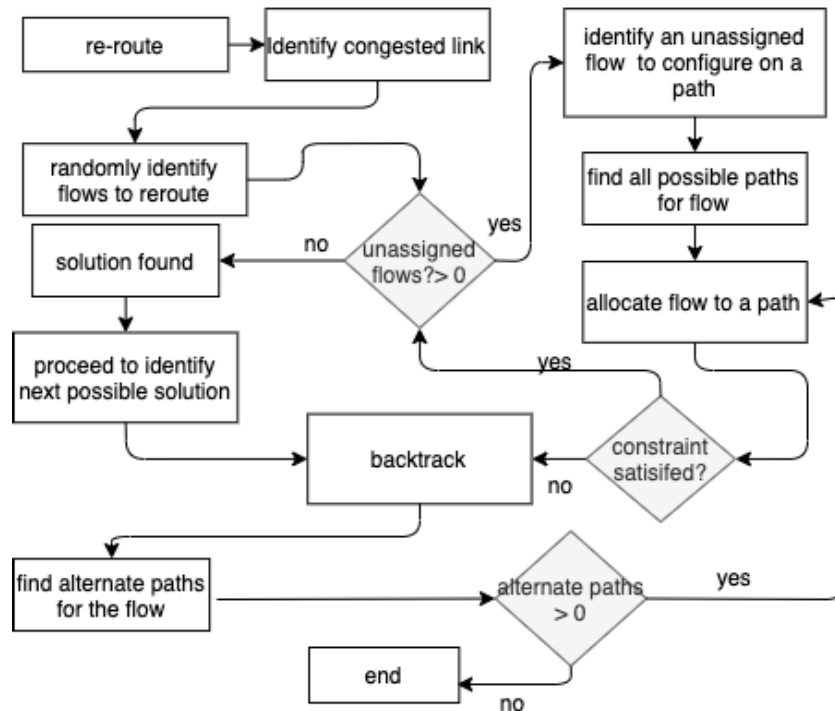 re-route
Identify congested link
identify an unassigned
flow to configure on a
path
randomly identify
flows to reroute
find all possible paths
for flow
yes
no
unassigned
flows?> 0
solution found
allocate flow to a path
proceed to identify
next possible solution
yes
backtrack
constraint
satisifed?
no
find alternate paths
for the flow
alternate paths
> 0
yes
end
no